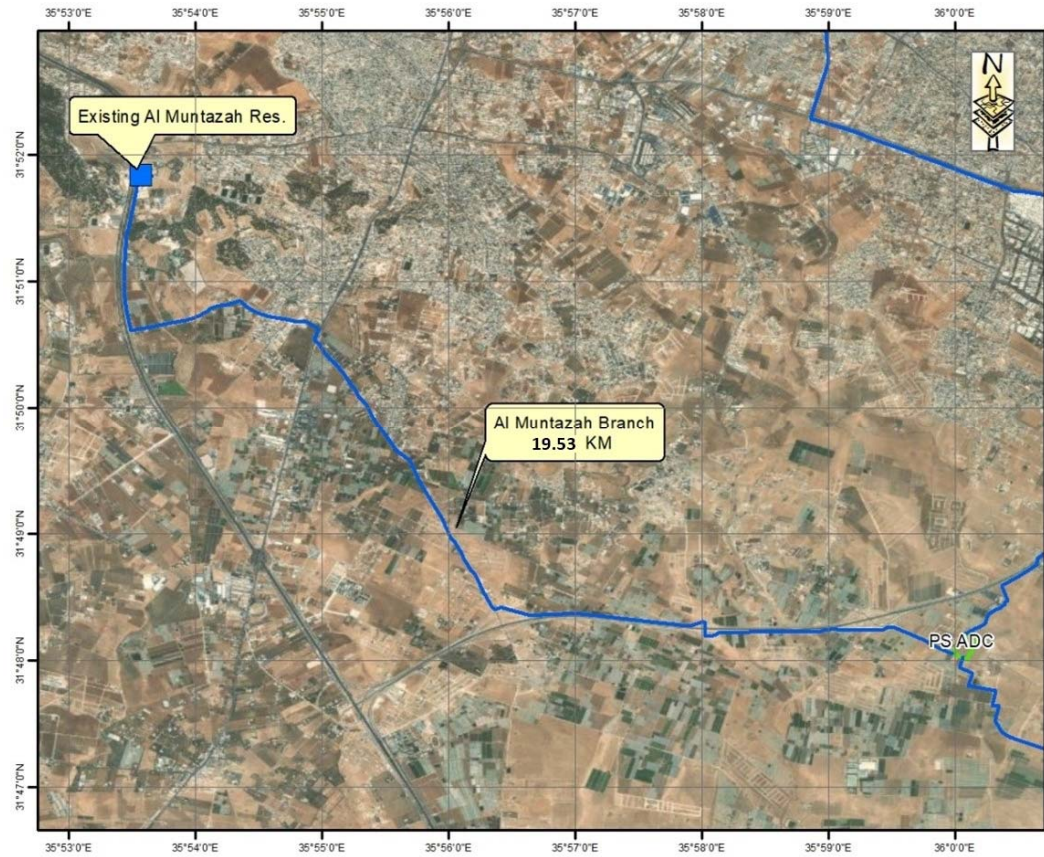 35°53'0"E 35°54'0"E 35°55'0"E 35°56'0"E 35°57'0"E 35°58'0"E 35°59'0"E 36°0'0"E
N
Existing Al Muntazah Res.
31°52'0"N
31°51'0"N
31°50'0"N
Al Muntazah Branch
19.53 KM
31°49'0"N
PS ADC
31°48'0"N
31°47'0"N
35°53'0"E 35°54'0"E 35°55'0"E 35°56'0"E 35°57'0"E 35°58'0"E 35°59'0"E 36°0'0"E